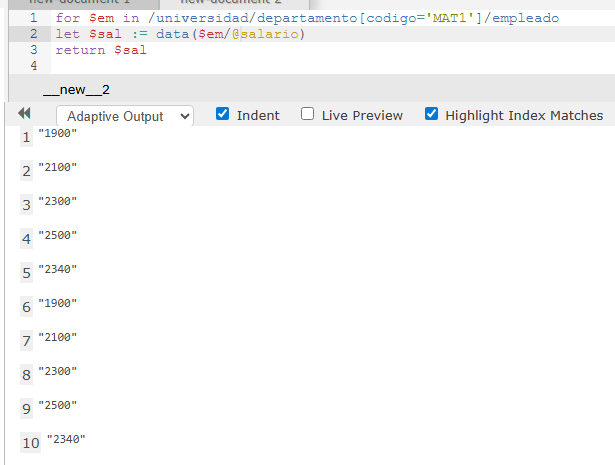 new-document 1 new-document 2
1 for $em in /universidad/departamento[codigo='MAT1']/empleado
2 let $sal := data($em/@salario)
3 return $sal
4
__new__2
Adaptive Output Indent Live Preview Highlight Index Matches
1 "1900"
2 "2100"
3 "2300"
4 "2500"
5 "2340"
6 "1900"
7 "2100"
8 "2300"
9 "2500"
10 "2340"